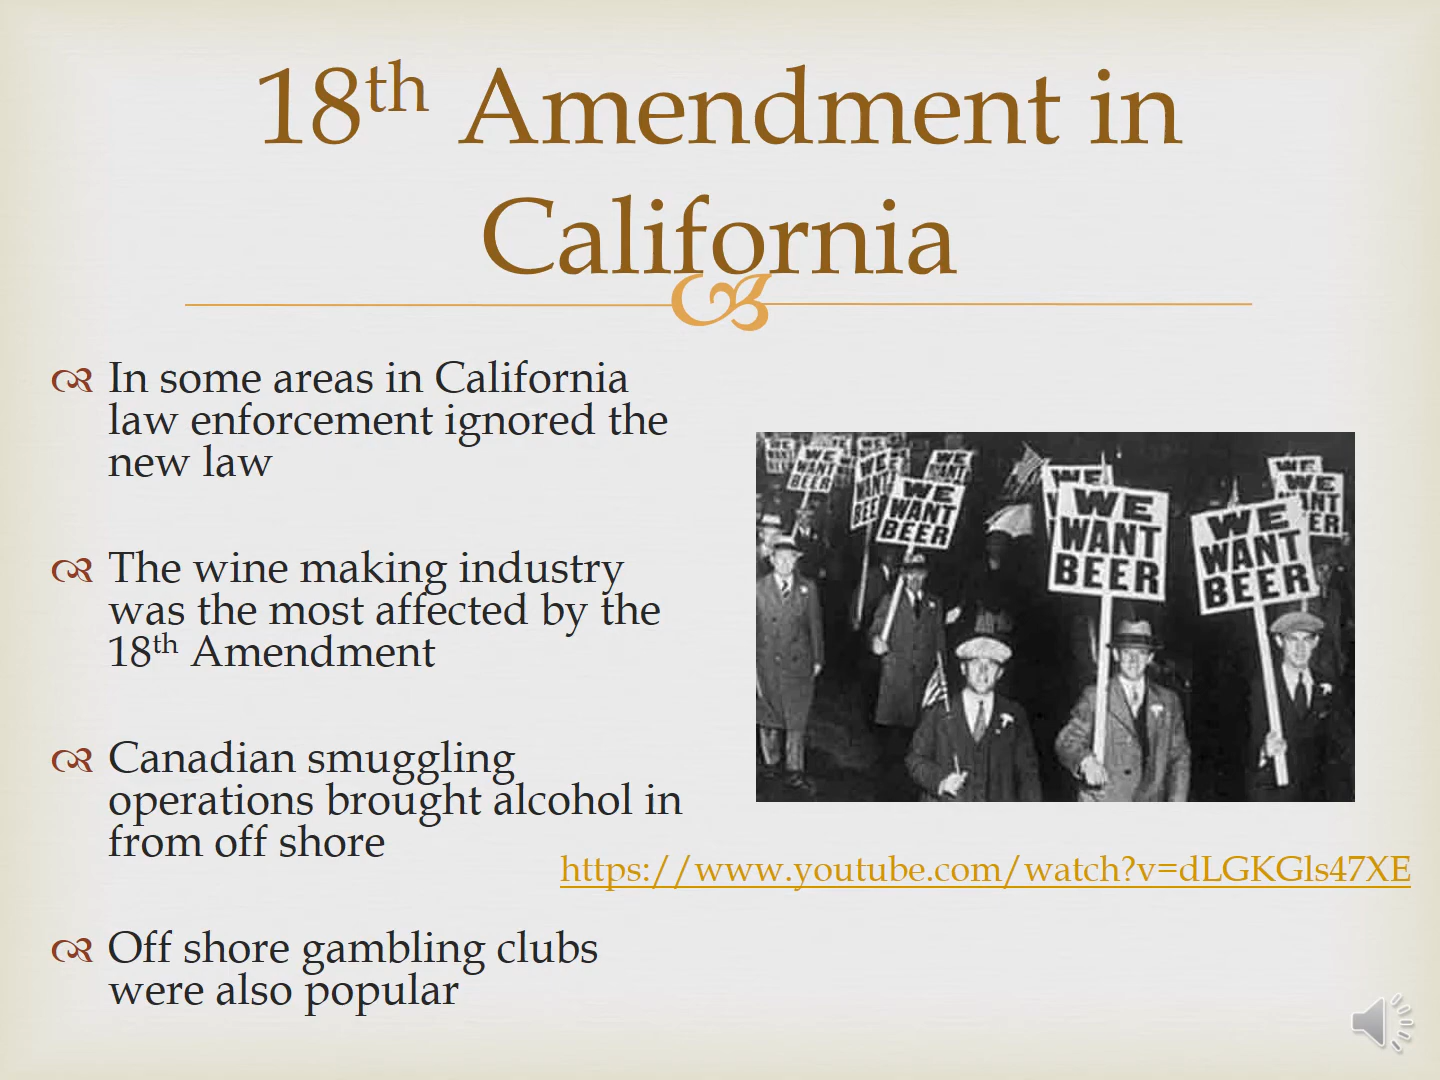 18th Amendment in
California
In some areas in California
law enforcement ignored the
new law
The wine making industry
was the most affected by the
18th Amendment
Canadian smuggling
operations brought alcohol in
from off shore
Off shore gambling clubs
were also popular
WE
WANT
BEER
WE
WANT
BEER
WE
WANT
BEER
WE
WANT
BEER
https://www.youtube.com/watch?v=dLGKGls47XE